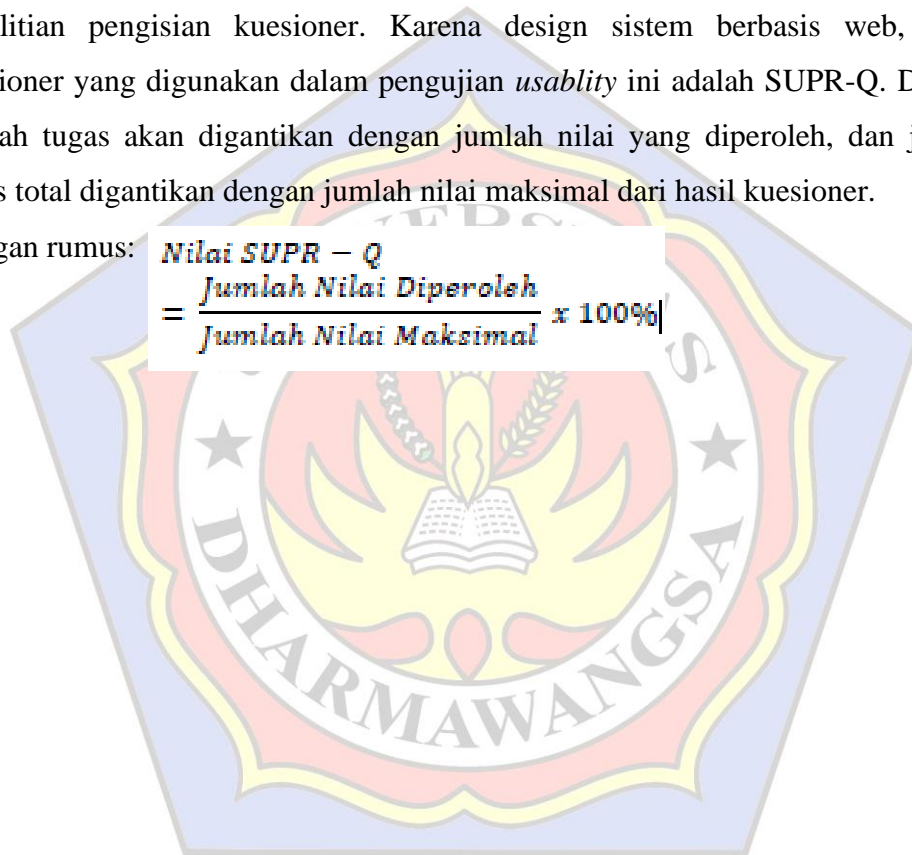 litian pengisian kuesioner. Karena design sistem berbasis web,
sioner yang digunakan dalam pengujian usablity ini adalah SUPR-Q. D
ah tugas akan digantikan dengan jumlah nilai yang diperoleh, dan j
s total digantikan dengan jumlah nilai maksimal dari hasil kuesioner.
gan rumus: Nilai SUPR − Q
= Jumlah Nilai Diperoleh
Jumlah Nilai Maksimal x 100%
DHARMAWANGSA